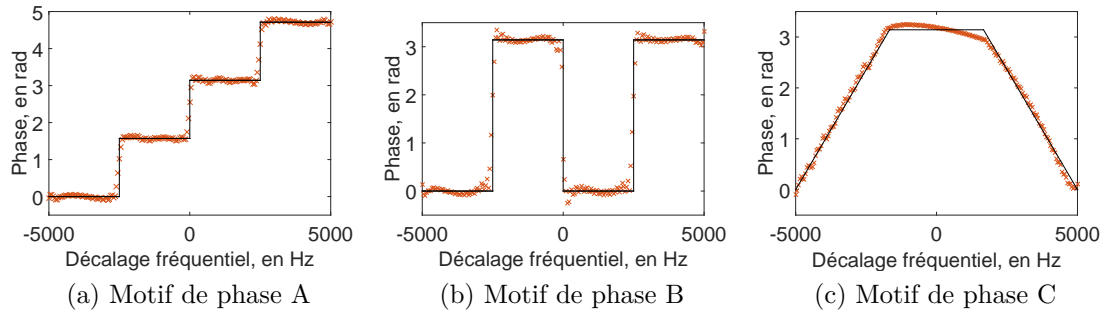 5
4
3
2
1
0
Phase, en rad
-5000 0 5000
Décalage fréquentiel, en Hz
(a) Motif de phase A
3
2
1
0
Phase, en rad
-5000 0 5000
Décalage fréquentiel, en Hz
(b) Motif de phase B
3
2
1
0
Phase, en rad
-5000 0 5000
Décalage fréquentiel, en Hz
(c) Motif de phase C